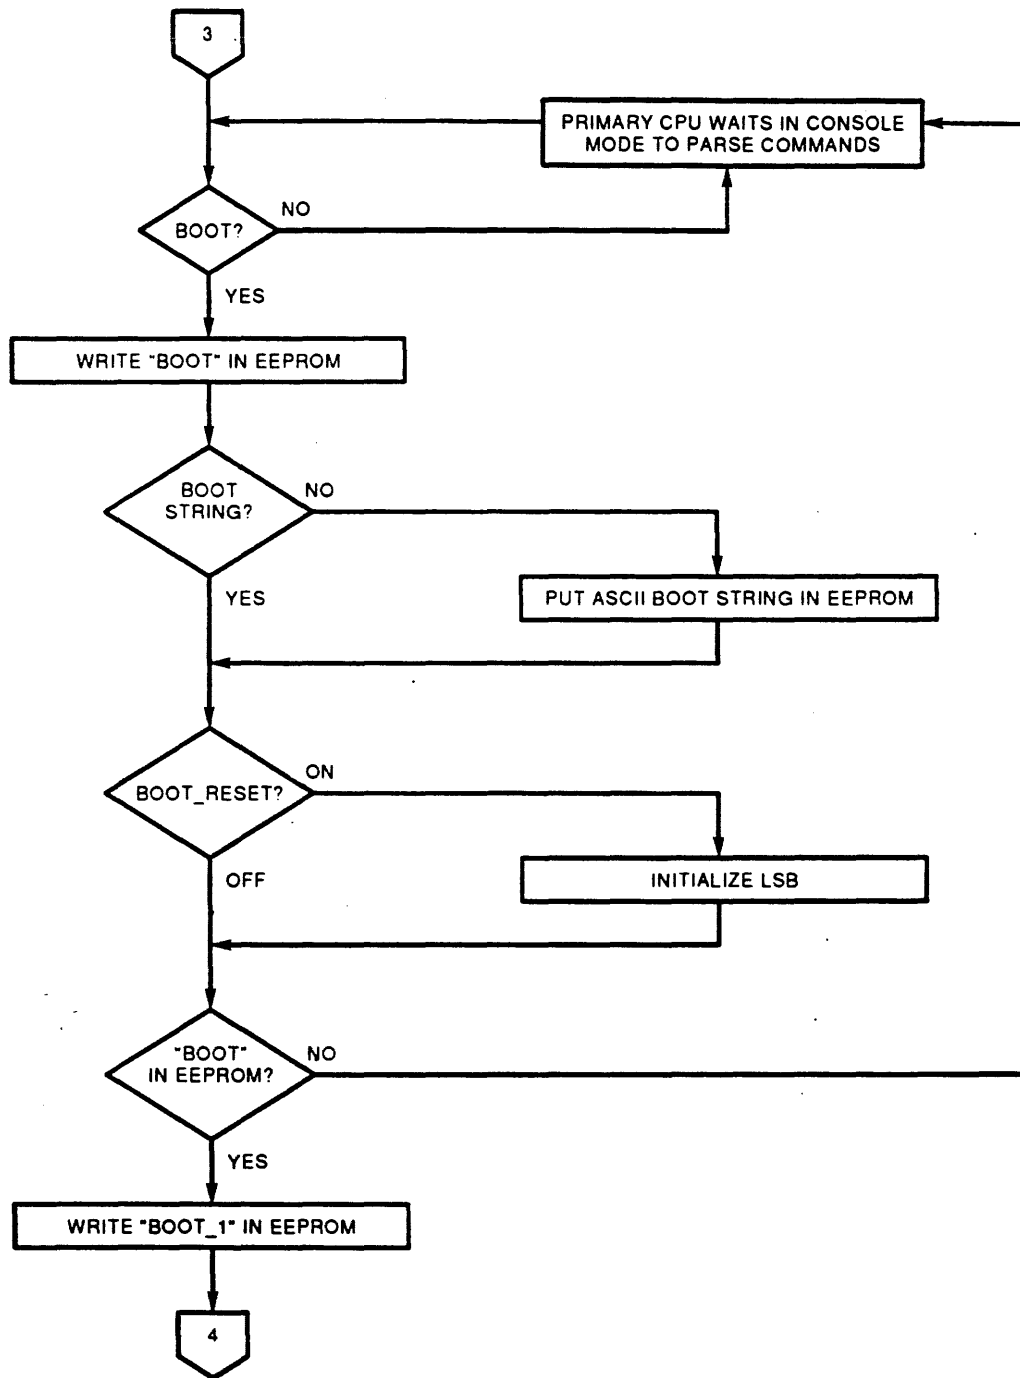 3
PRIMARY CPU WAITS IN CONSOLE
MODE TO PARSE COMMANDS
BOOT?
NO
YES
WRITE "BOOT" IN EEPROM
BOOT
STRING?
NO
YES
PUT ASCII BOOT STRING IN EEPROM
BOOT_RESET?
ON
OFF
INITIALIZE LSB
"BOOT"
IN EEPROM?
NO
YES
WRITE "BOOT_1" IN EEPROM
4